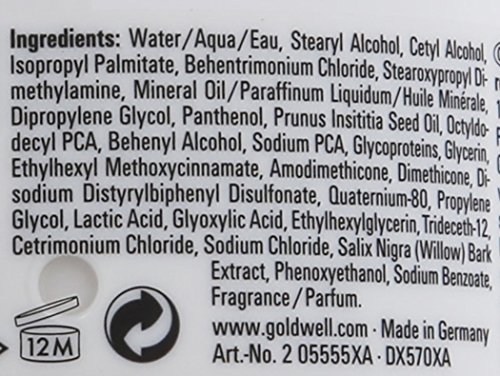 Ingredients: Water/Aqua/Eau, Stearyl Alcohol, Cetyl Alcohol,
Isopropyl Palmitate, Behentrimonium Chloride, Stearoxypropyl Di-
methylamine, Mineral Oil/Paraffinum Liquidum/Huile Minérale,
Dipropylene Glycol, Panthenol, Prunus Insititia Seed Oil, Octyldo-
decyl PCA, Behenyl Alcohol, Sodium PCA, Glycoproteins, Glycerin,
Ethylhexyl Methoxycinnamate, Amodimethicone, Dimethicone, Di-
sodium Distyrylbiphenyl Disulfonate, Quaternium-80, Propylene
Glycol, Lactic Acid, Glyoxylic Acid, Ethylhexylglycerin, Trideceth-12,
Cetrimonium Chloride, Sodium Chloride, Salix Nigra (Willow) Bark
Extract, Phenoxyethanol, Sodium Benzoate,
Fragrance / Parfum.
12M
www.goldwell.com · Made in Germany
Art.-No. 2 05555XA · DX570XA